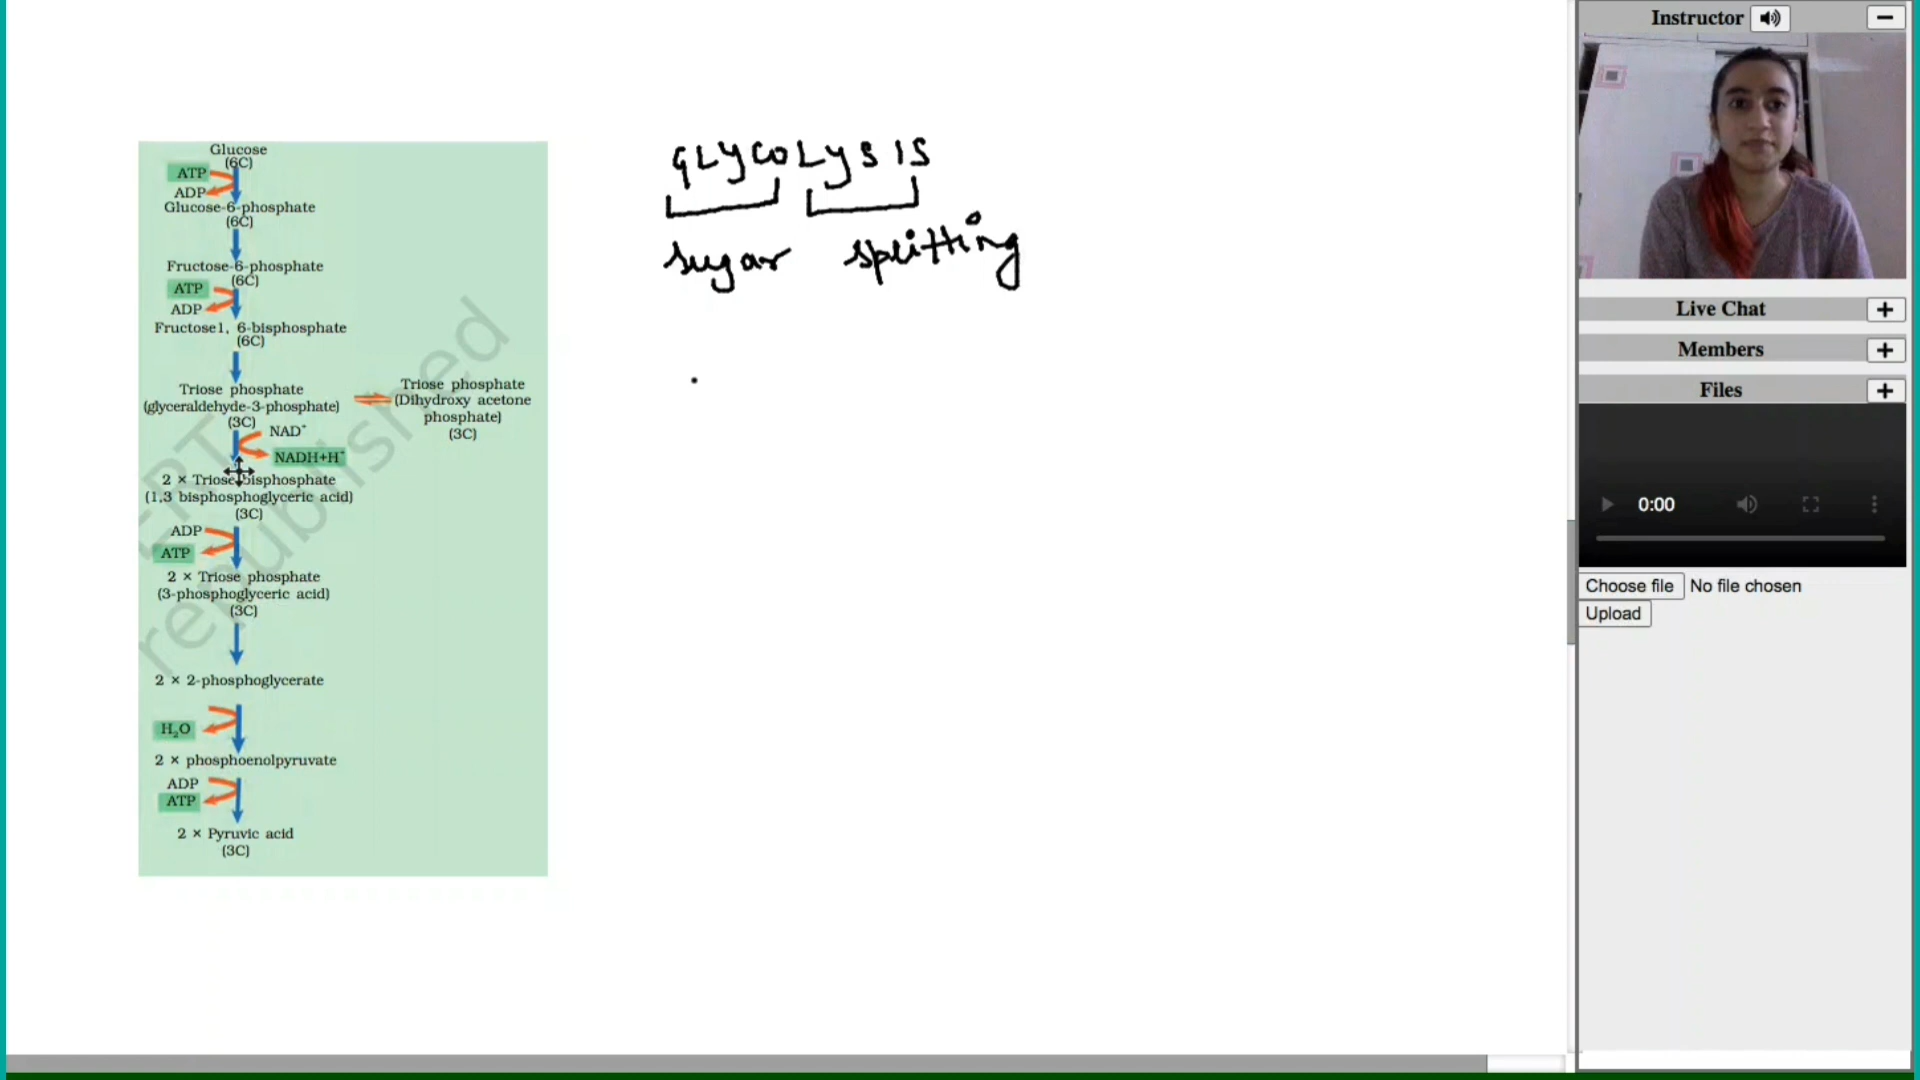 Glucose
(6C)
ATP
ADP
Glucose-6-phosphate
(6C)
Fructose-6-phosphate
(6C)
ATP
ADP
Fructose1, 6-bisphosphate
(6C)
Triose phosphate
(glyceraldehyde-3-phosphate)
(3C)
Triose phosphate
(Dihydroxy acetone
phosphate)
(3C)
NAD⁺
NADH+H⁺
2 × Triose bisphosphate
(1,3 bisphosphoglyceric acid)
(3C)
ADP
ATP
2 × Triose phosphate
(3-phosphoglyceric acid)
(3C)
2 × 2-phosphoglycerate
H₂O
2 × phosphoenolpyruvate
ADP
ATP
2 × Pyruvic acid
(3C)
republished
GLYCOLYSIS
sugar splitting
Instructor
Live Chat
Members
Files
0:00
Choose file No file chosen
Upload